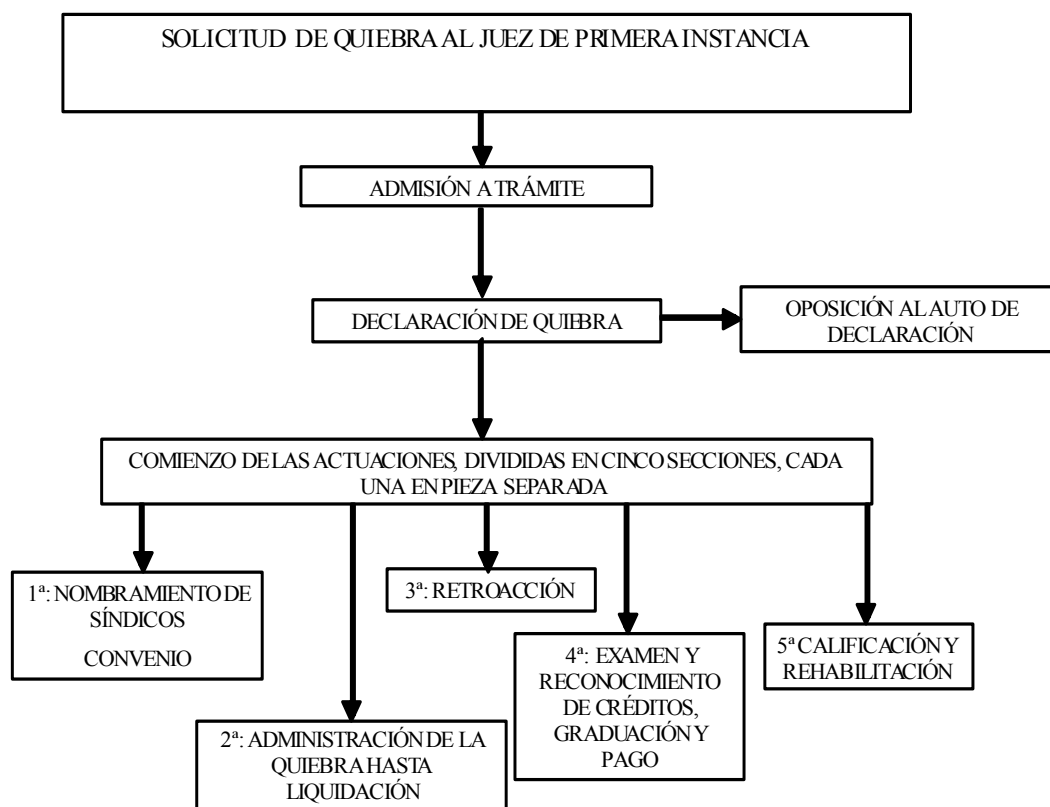 SOLICITUD DE QUIEBRA AL JUEZ DE PRIMERA INSTANCIA
ADMISIÓN A TRÁMITE
DECLARACIÓN DE QUIEBRA
OPOSICIÓN AL AUTO DE
DECLARACIÓN
COMIENZO DE LAS ACTUACIONES, DIVIDIDAS EN CINCO SECCIONES, CADA
UNA EN PIEZA SEPARADA
1ª: NOMBRAMIENTO DE
SÍNDICOS
CONVENIO
2ª: ADMINISTRACIÓN DE LA
QUIEBRA HASTA
LIQUIDACIÓN
3ª: RETROACCIÓN
4ª: EXAMEN Y
RECONOCIMIENTO
DE CRÉDITOS,
GRADUACIÓN Y
PAGO
5ª CALIFICACIÓN Y
REHABILITACIÓN